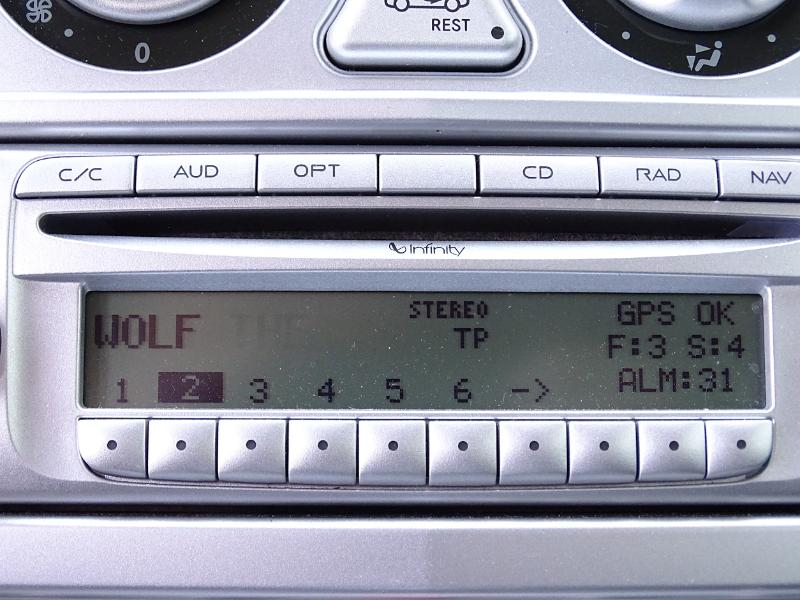 REST
0
C/C AUD OPT CD RAD NAV
Infinity
WOLF THE STEREO GPS OK
TP F:3 S:4
1 2 3 4 5 6 -> ALM:31